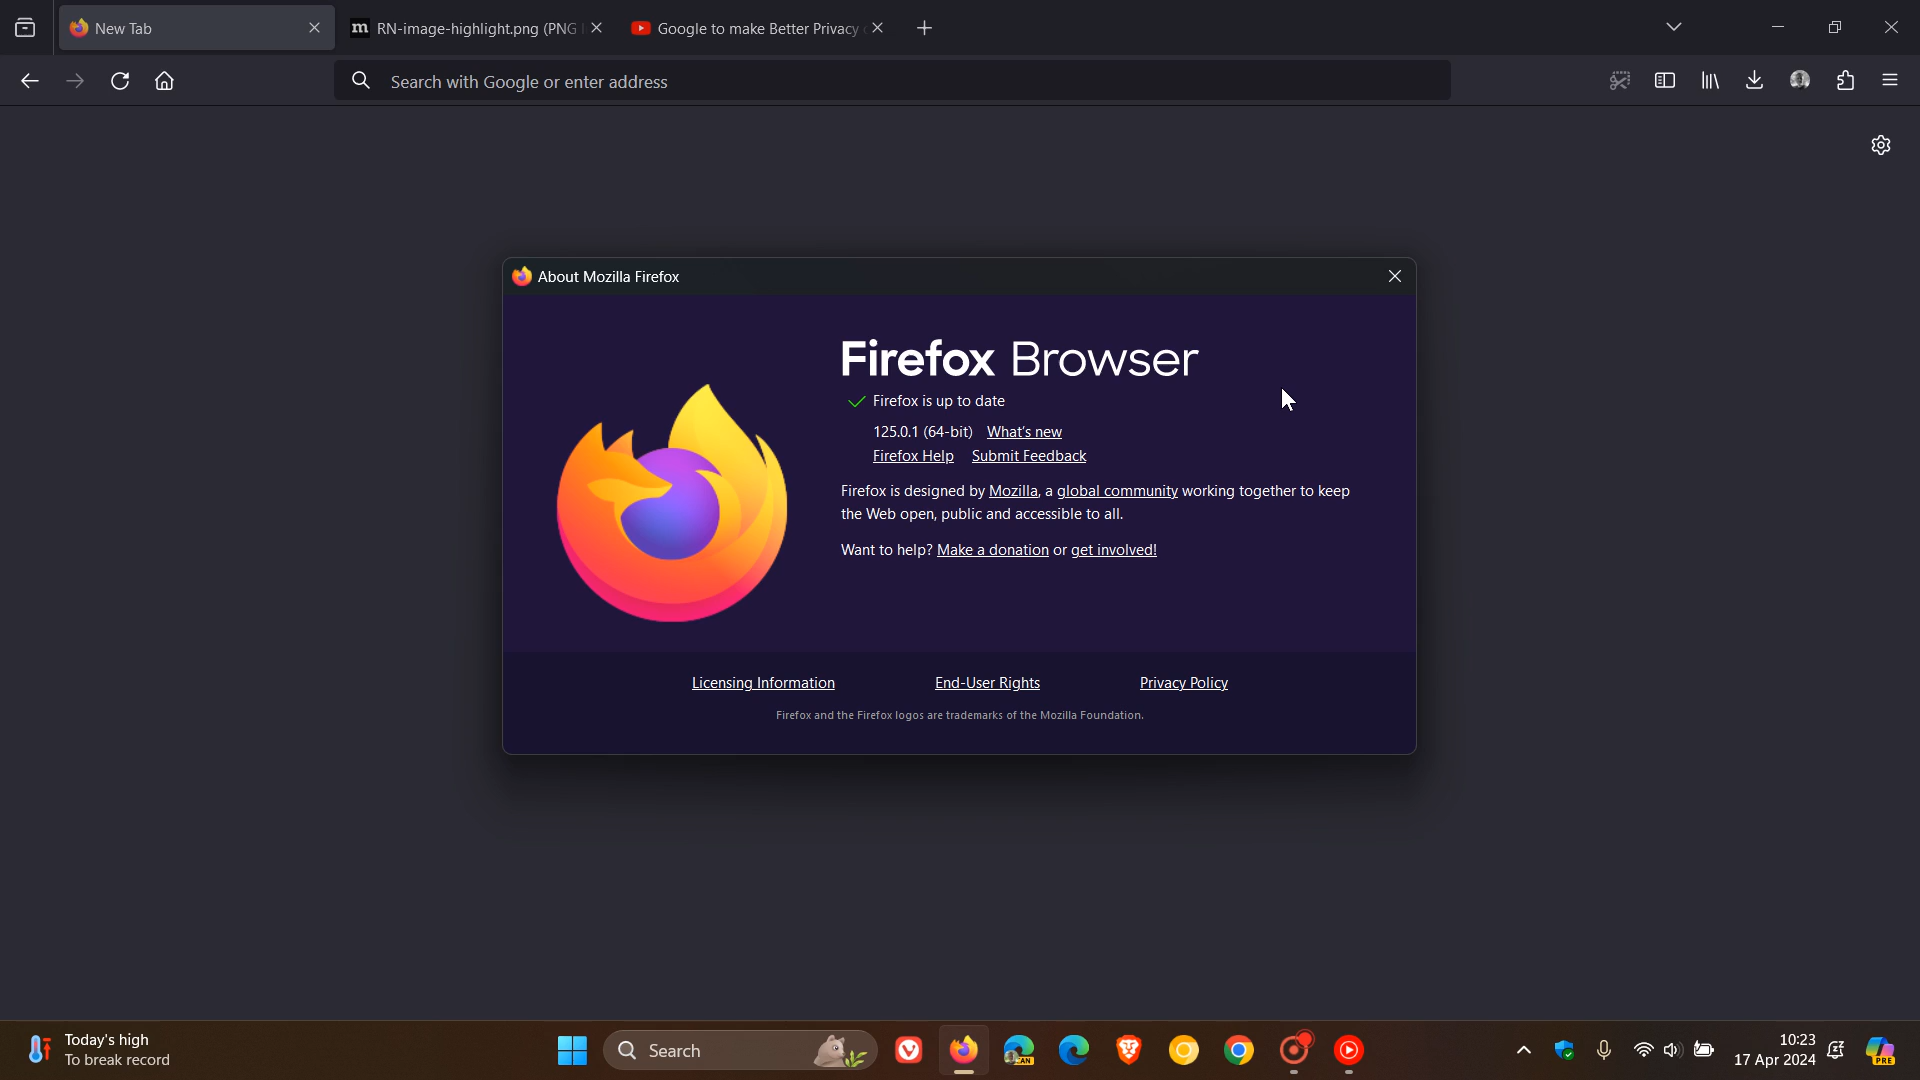 New Tab
RN-image-highlight.png (PNG I
Google to make Better Privacy
Search with Google or enter address
About Mozilla Firefox
Firefox Browser
Firefox is up to date
125.0.1 (64-bit) What's new
Firefox Help Submit Feedback
Firefox is designed by Mozilla, a global community working together to keep
the Web open, public and accessible to all.
Want to help? Make a donation or get involved!
Licensing Information End-User Rights Privacy Policy
Firefox and the Firefox logos are trademarks of the Mozilla Foundation.
Today's high
To break record
Search
CAN
10:23
17 Apr 2024
PRE